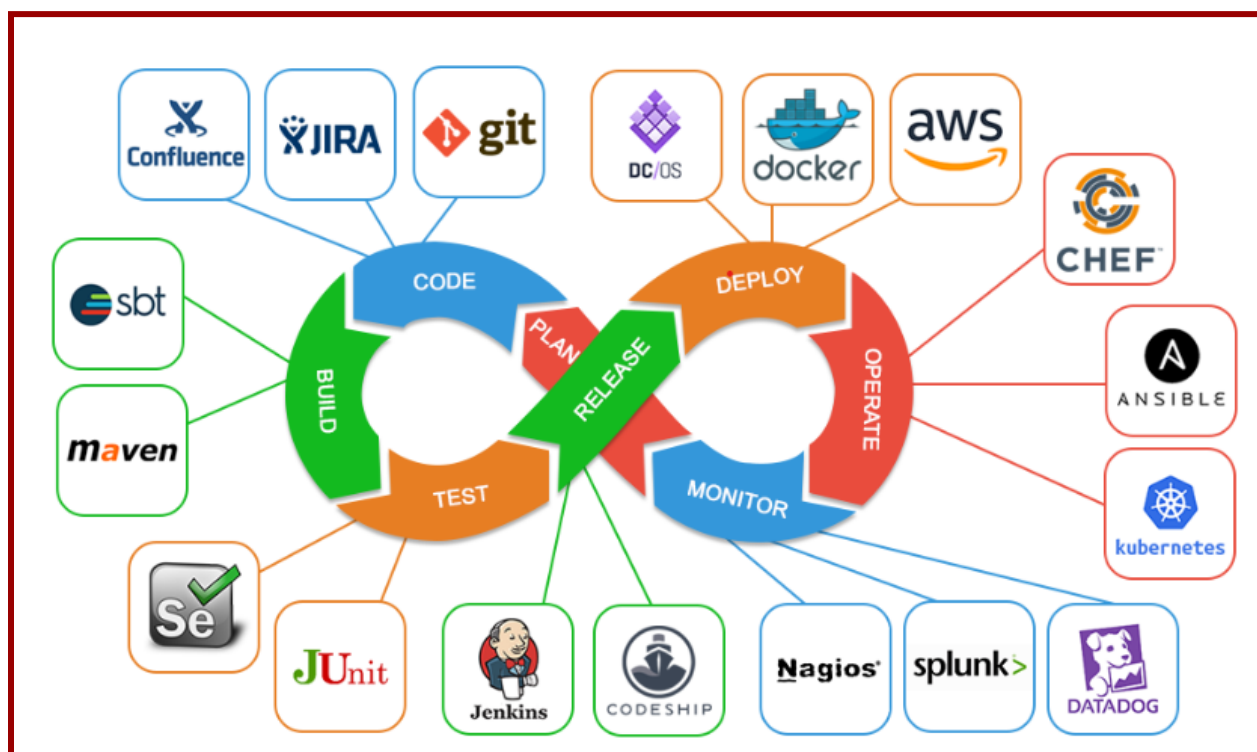 Confluence
JIRA
git
DC/OS
docker
aws
CHEF™
sbt
maven
CODE
PLAN
BUILD
TEST
RELEASE
DEPLOY
OPERATE
MONITOR
ANSIBLE
kubernetes
Se
JUnit
Jenkins
CODESHIP
Nagios®
splunk>
DATADOG